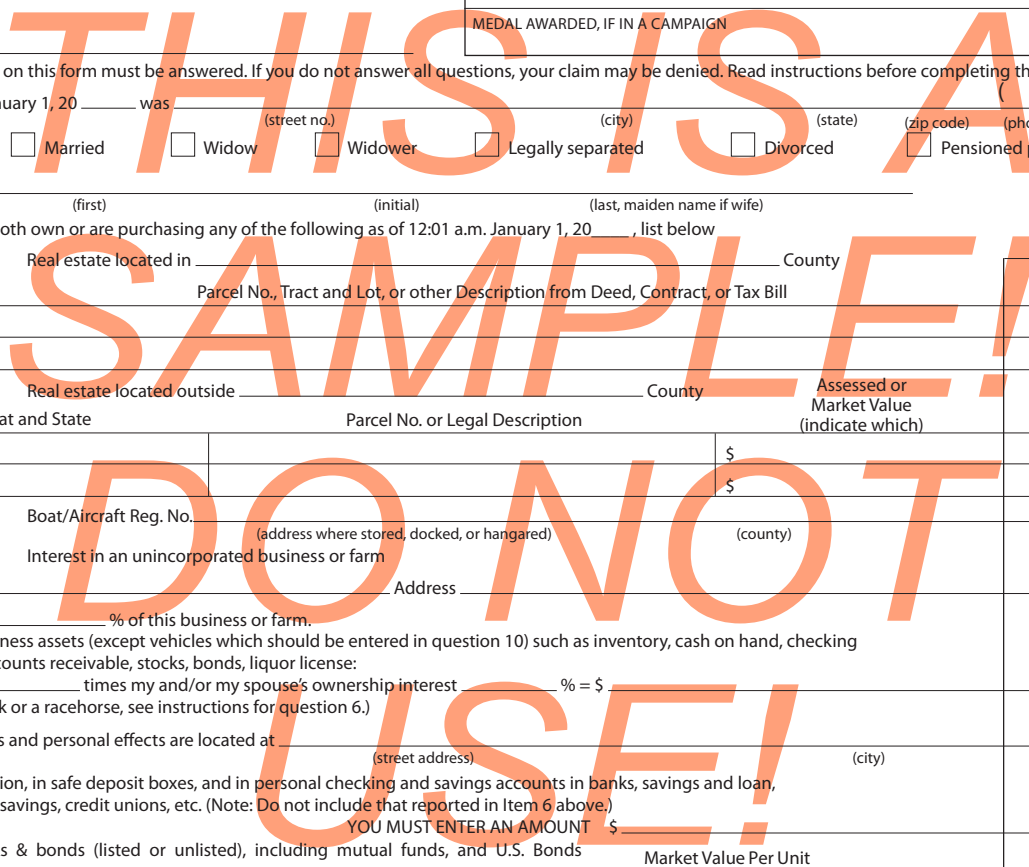 MEDAL AWARDED, IF IN A CAMPAIGN
on this form must be answered. If you do not answer all questions, your claim may be denied. Read instructions before completing
January 1, 20 ______ was
(
(street no.) (city) (state) (zip code)
Married Widow Widower Legally separated Divorced Pensioned
(first) (initial) (last, maiden name if wife)
own or are purchasing any of the following as of 12:01 a.m. January 1, 20____ , list below
Real estate located in ______ County
Parcel No., Tract and Lot, or other Description from Deed, Contract, or Tax Bill
Real estate located outside ______ County
Assessed or
Market Value
(indicate which)
at and State Parcel No. or Legal Description
$
$
Boat/Aircraft Reg. No.
(address where stored, docked, or hangared) (county)
Interest in an unincorporated business or farm
Address
% of this business or farm.
ness assets (except vehicles which should be entered in question 10) such as inventory, cash on hand, checking
counts receivable, stocks, bonds, liquor license:
times my and/or my spouse's ownership interest ______ % = $
k or a racehorse, see instructions for question 6.)
s and personal effects are located at
(street address) (city)
tion, in safe deposit boxes, and in personal checking and savings accounts in banks, savings and loan,
savings, credit unions, etc. (Note: Do not include that reported in Item 6 above.)
YOU MUST ENTER AN AMOUNT $
s & bonds (listed or unlisted), including mutual funds, and U.S. Bonds
Market Value Per Unit
THIS IS A
SAMPLE!
DO NOT
USE!